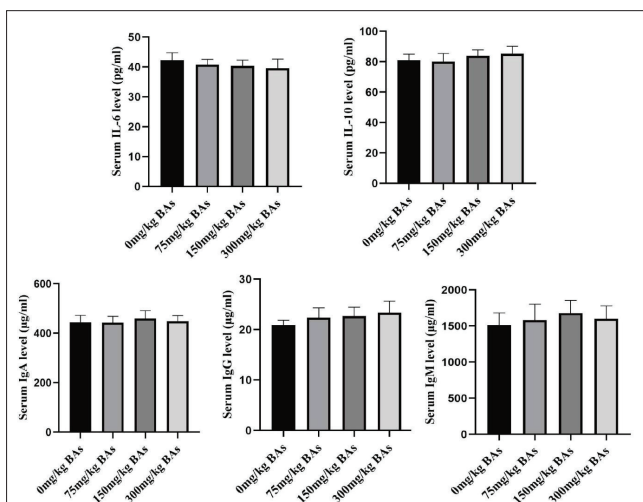 Serum IL-6 level (pg/ml)
50
40
30
20
10
0
0mg/kg BAs
75mg/kg BAs
150mg/kg BAs
300mg/kg BAs
Serum IL-10 level (pg/ml)
100
80
60
40
20
0
0mg/kg BAs
75mg/kg BAs
150mg/kg BAs
300mg/kg BAs
Serum IgA level (µg/ml)
600
400
200
0
0mg/kg BAs
75mg/kg BAs
150mg/kg BAs
300mg/kg BAs
Serum IgG level (µg/ml)
30
20
10
0
0mg/kg BAs
75mg/kg BAs
150mg/kg BAs
300mg/kg BAs
Serum IgM level (µg/ml)
2000
1500
1000
500
0
0mg/kg BAs
75mg/kg BAs
150mg/kg BAs
300mg/kg BAs